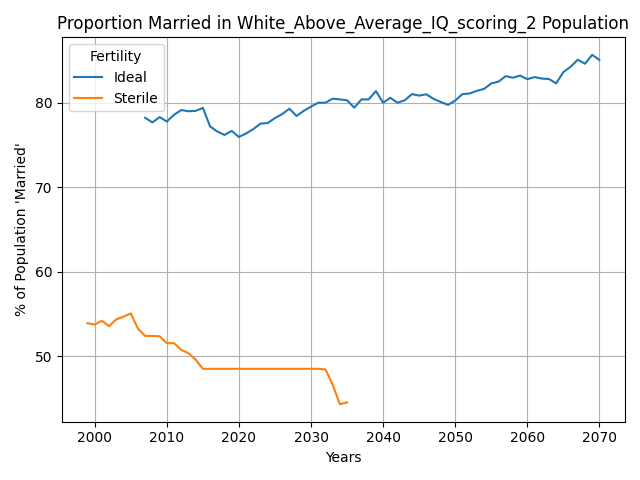 Proportion Married in White_Above_Average_IQ_scoring_2 Population
Fertility
Ideal
Sterile
% of Population 'Married'
80
70
60
50
2000 2010 2020 2030 2040 2050 2060 2070
Years